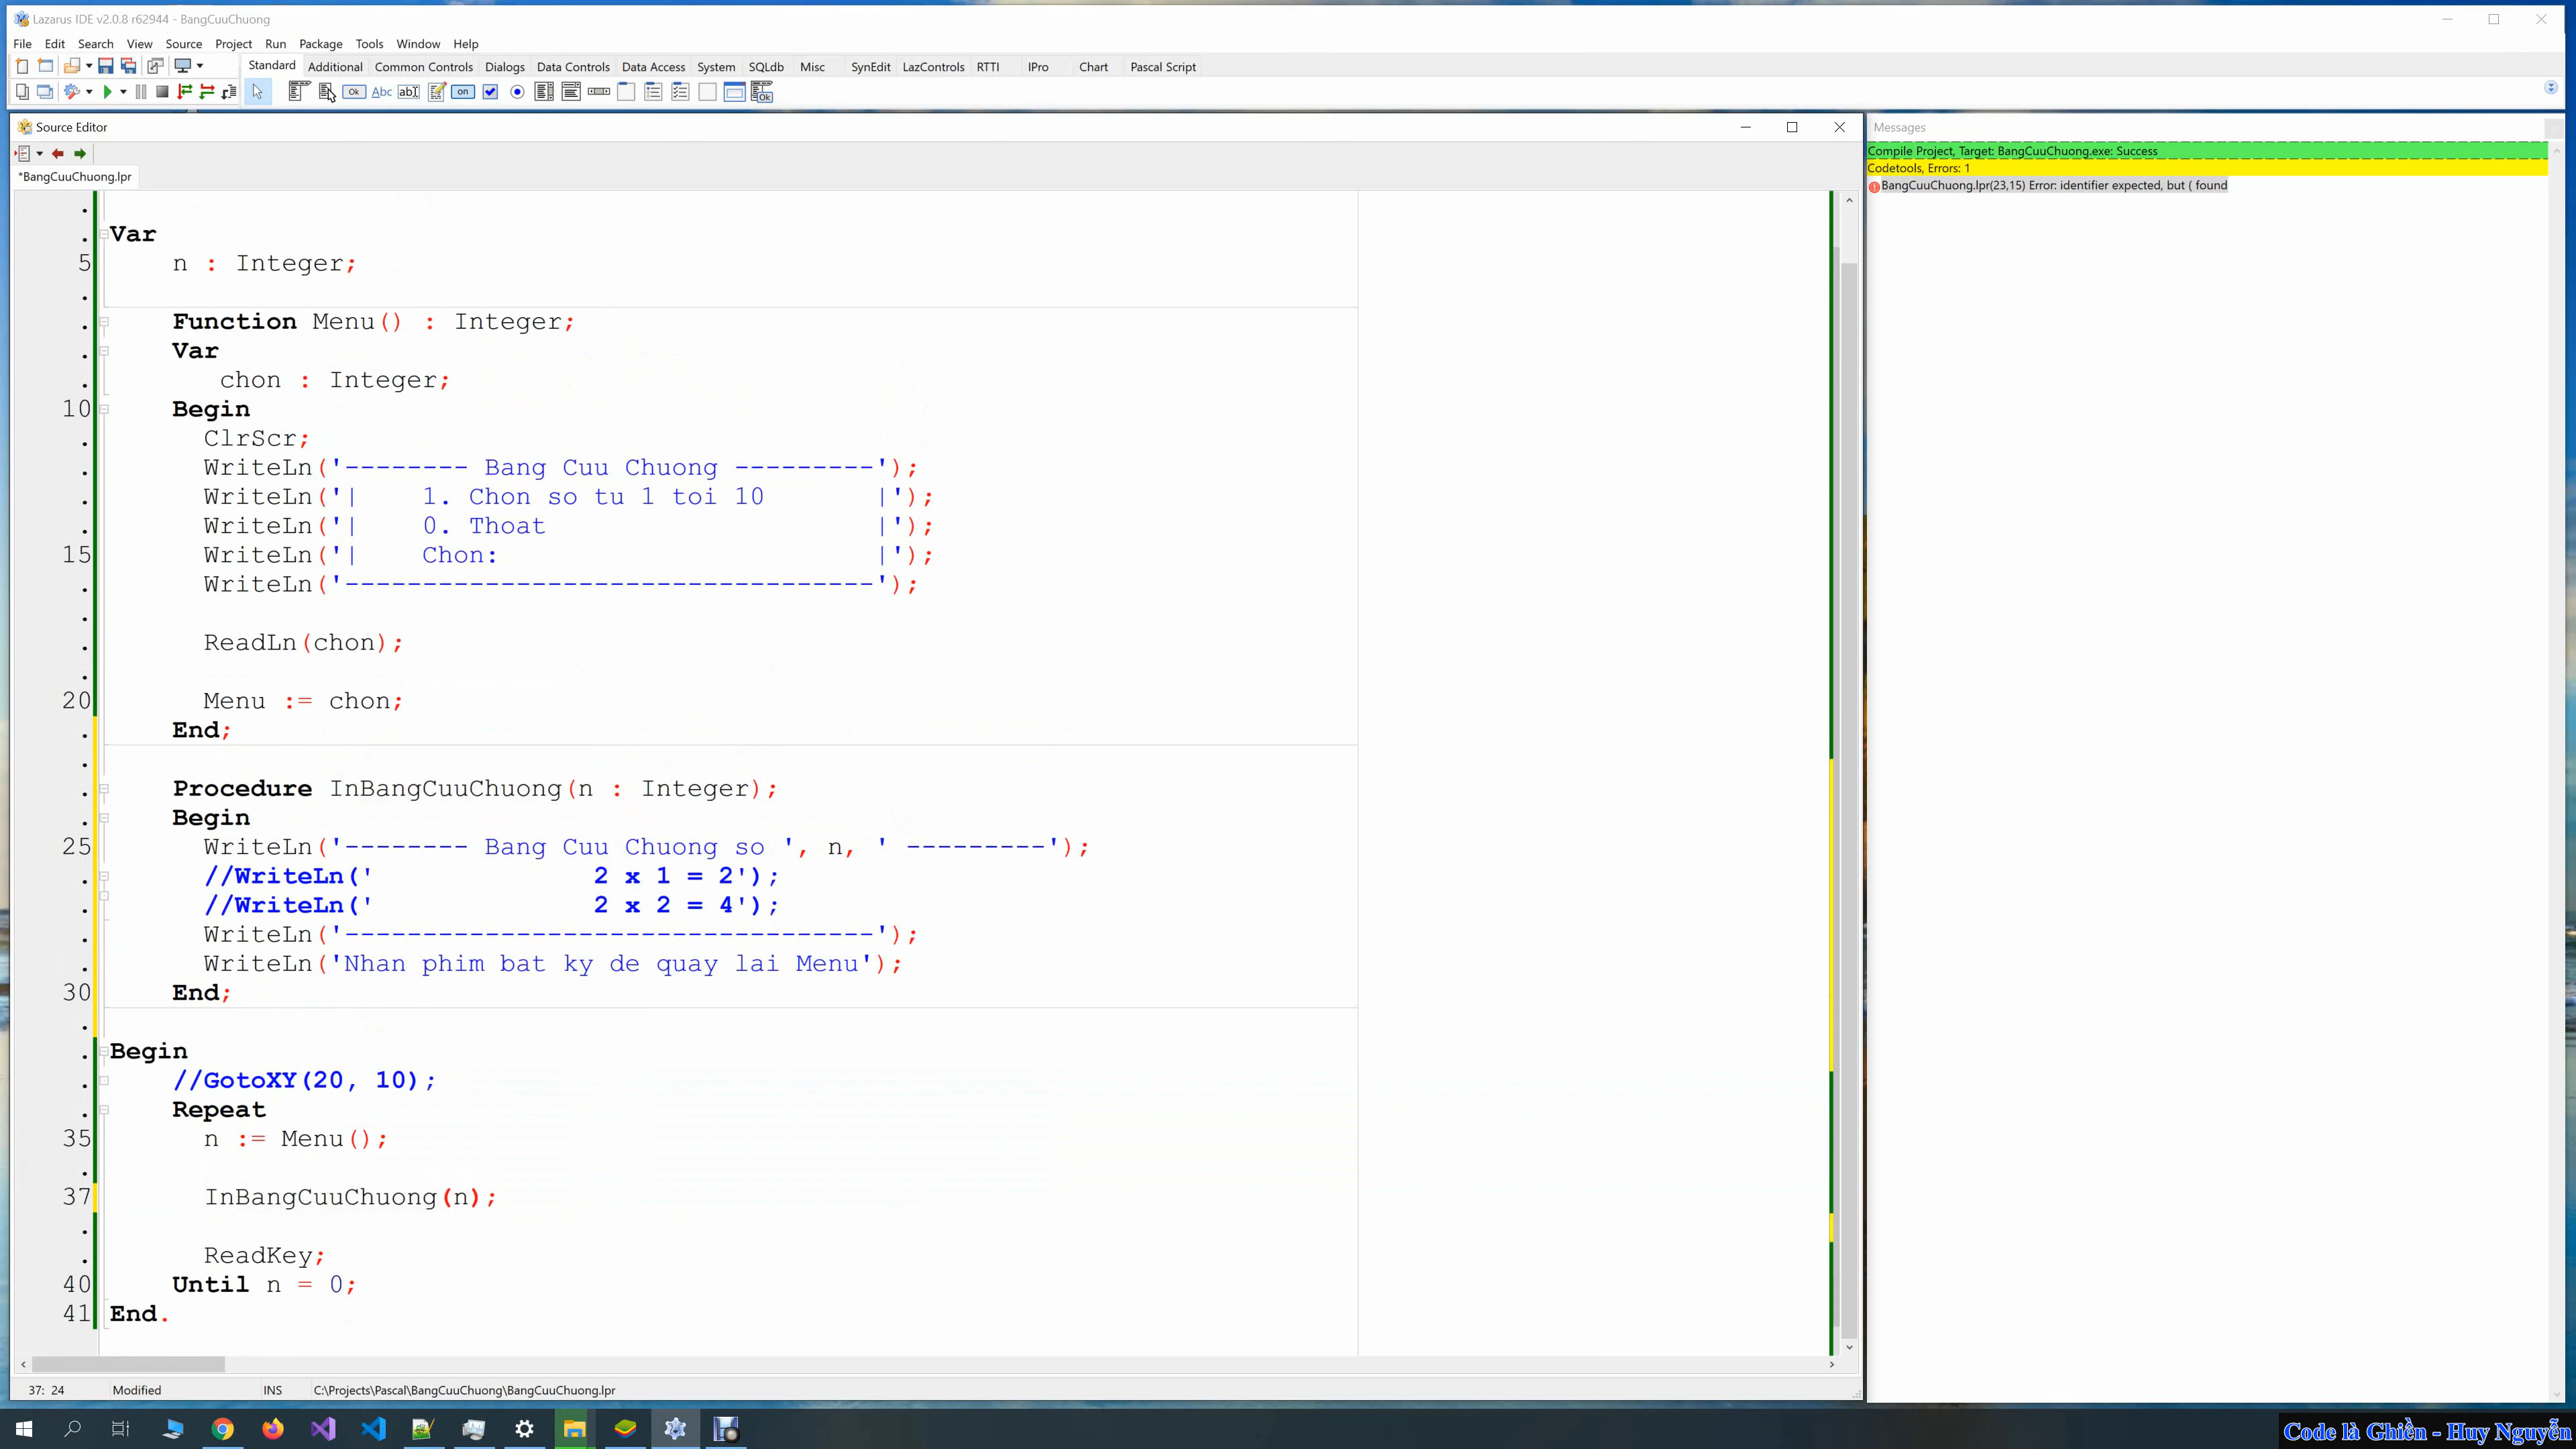 Lazarus IDE v2.0.8 r62944 - BangCuuChuong
File Edit Search View Source Project Run Package Tools Window Help
Standard Additional Common Controls Dialogs Data Controls Data Access System SQLdb Misc SynEdit LazControls RTTI IPro Chart Pascal Script
Ok Abc abI on Ok
Source Editor
Messages
*BangCuuChuong.lpr
Compile Project, Target: BangCuuChuong.exe: Success
Codetools, Errors: 1
BangCuuChuong.lpr(23,15) Error: identifier expected, but ( found
.
. Var
5 n : Integer;
.
. Function Menu() : Integer;
. Var
. chon : Integer;
10 Begin
. ClrScr;
. WriteLn('-------- Bang Cuu Chuong ---------');
. WriteLn('|    1. Chon so tu 1 toi 10       |');
. WriteLn('|    0. Thoat                     |');
15 WriteLn('|    Chon:                        |');
. WriteLn('----------------------------------');
.
. ReadLn(chon);
.
20 Menu := chon;
. End;
.
. Procedure InBangCuuChuong(n : Integer);
. Begin
25 WriteLn('-------- Bang Cuu Chuong so ', n, ' ---------');
. //WriteLn('              2 x 1 = 2');
. //WriteLn('              2 x 2 = 4');
. WriteLn('----------------------------------');
. WriteLn('Nhan phim bat ky de quay lai Menu');
30 End;
.
. Begin
. //GotoXY(20, 10);
. Repeat
35 n := Menu();
.
37 InBangCuuChuong(n);
.
. ReadKey;
40 Until n = 0;
41 End.
37: 24 Modified INS C:\Projects\Pascal\BangCuuChuong\BangCuuChuong.lpr
Code là Ghiền - Huy Nguyễn